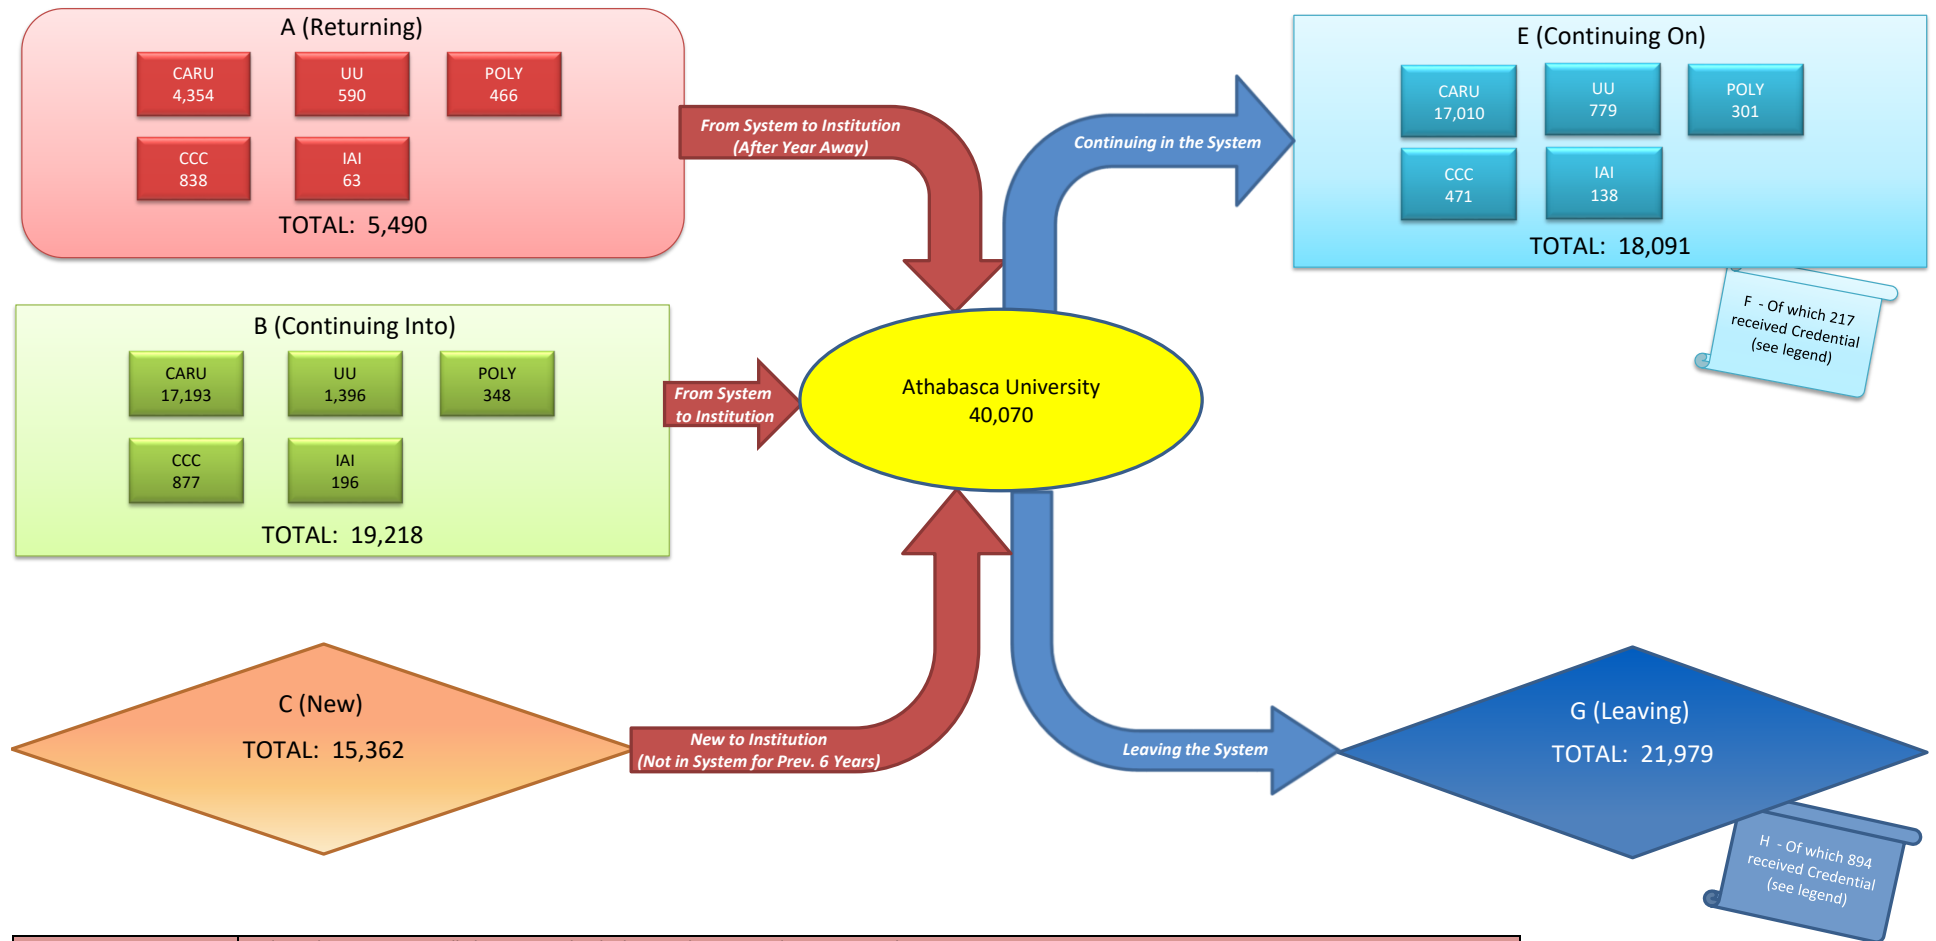 A (Returning)
CARU
4,354
UU
590
POLY
466
CCC
838
IAI
63
TOTAL: 5,490
From System to Institution
(After Year Away)
B (Continuing Into)
CARU
17,193
UU
1,396
POLY
348
CCC
877
IAI
196
TOTAL: 19,218
From System
to Institution
C (New)
TOTAL: 15,362
New to Institution
(Not in System for Prev. 6 Years)
Athabasca University
40,070
Continuing in the System
E (Continuing On)
CARU
17,010
UU
779
POLY
301
CCC
471
IAI
138
TOTAL: 18,091
F - Of which 217
received Credential
(see legend)
Leaving the System
G (Leaving)
TOTAL: 21,979
H - Of which 894
received Credential
(see legend)